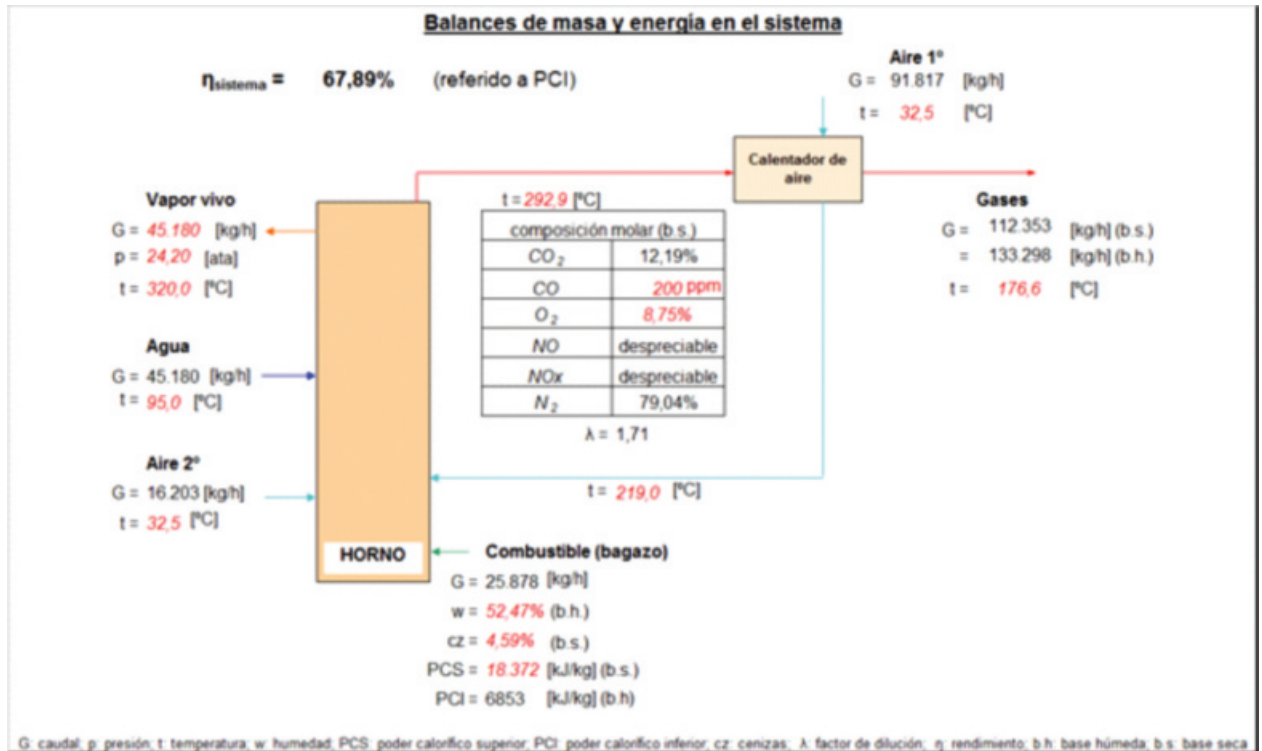 Balances de masa y energía en el sistema
ηsistema = 67,89% (referido a PCI)
Aire 1º
G = 91.817 [kg/h]
t = 32,5 [ºC]
Calentador de
aire
Vapor vivo
G = 45.180 [kg/h]
p = 24,20 [ata]
t = 320,0 [ºC]
t = 292,9 [ºC]
composición molar (b.s.)
CO2 12,19%
CO 200 ppm
O2 8,75%
NO despreciable
NOx despreciable
N2 79,04%
λ = 1,71
Gases
G = 112.353 [kg/h] (b.s.)
= 133.298 [kg/h] (b.h.)
t = 176,6 [ºC]
Agua
G = 45.180 [kg/h]
t = 95,0 [ºC]
Aire 2º
G = 16.203 [kg/h]
t = 32,5 [ºC]
t = 219,0 [ºC]
HORNO
Combustible (bagazo)
G = 25.878 [kg/h]
w = 52,47% (b.h.)
cz = 4,59% (b.s.)
PCS = 18.372 [kJ/kg] (b.s.)
PCI = 6853 [kJ/kg] (b.h)
G: caudal; p: presión; t: temperatura; w: humedad; PCS: poder calorífico superior; PCI: poder calorífico inferior; cz: cenizas; λ: factor de dilución; η: rendimiento; b.h: base húmeda; b.s: base seca